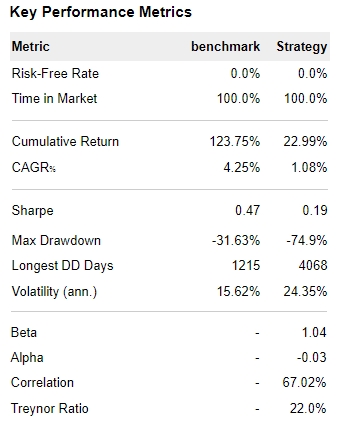 Key Performance Metrics
Metric benchmark Strategy
Risk-Free Rate 0.0% 0.0%
Time in Market 100.0% 100.0%
Cumulative Return 123.75% 22.99%
CAGR% 4.25% 1.08%
Sharpe 0.47 0.19
Max Drawdown -31.63% -74.9%
Longest DD Days 1215 4068
Volatility (ann.) 15.62% 24.35%
Beta - 1.04
Alpha - -0.03
Correlation - 67.02%
Treynor Ratio - 22.0%